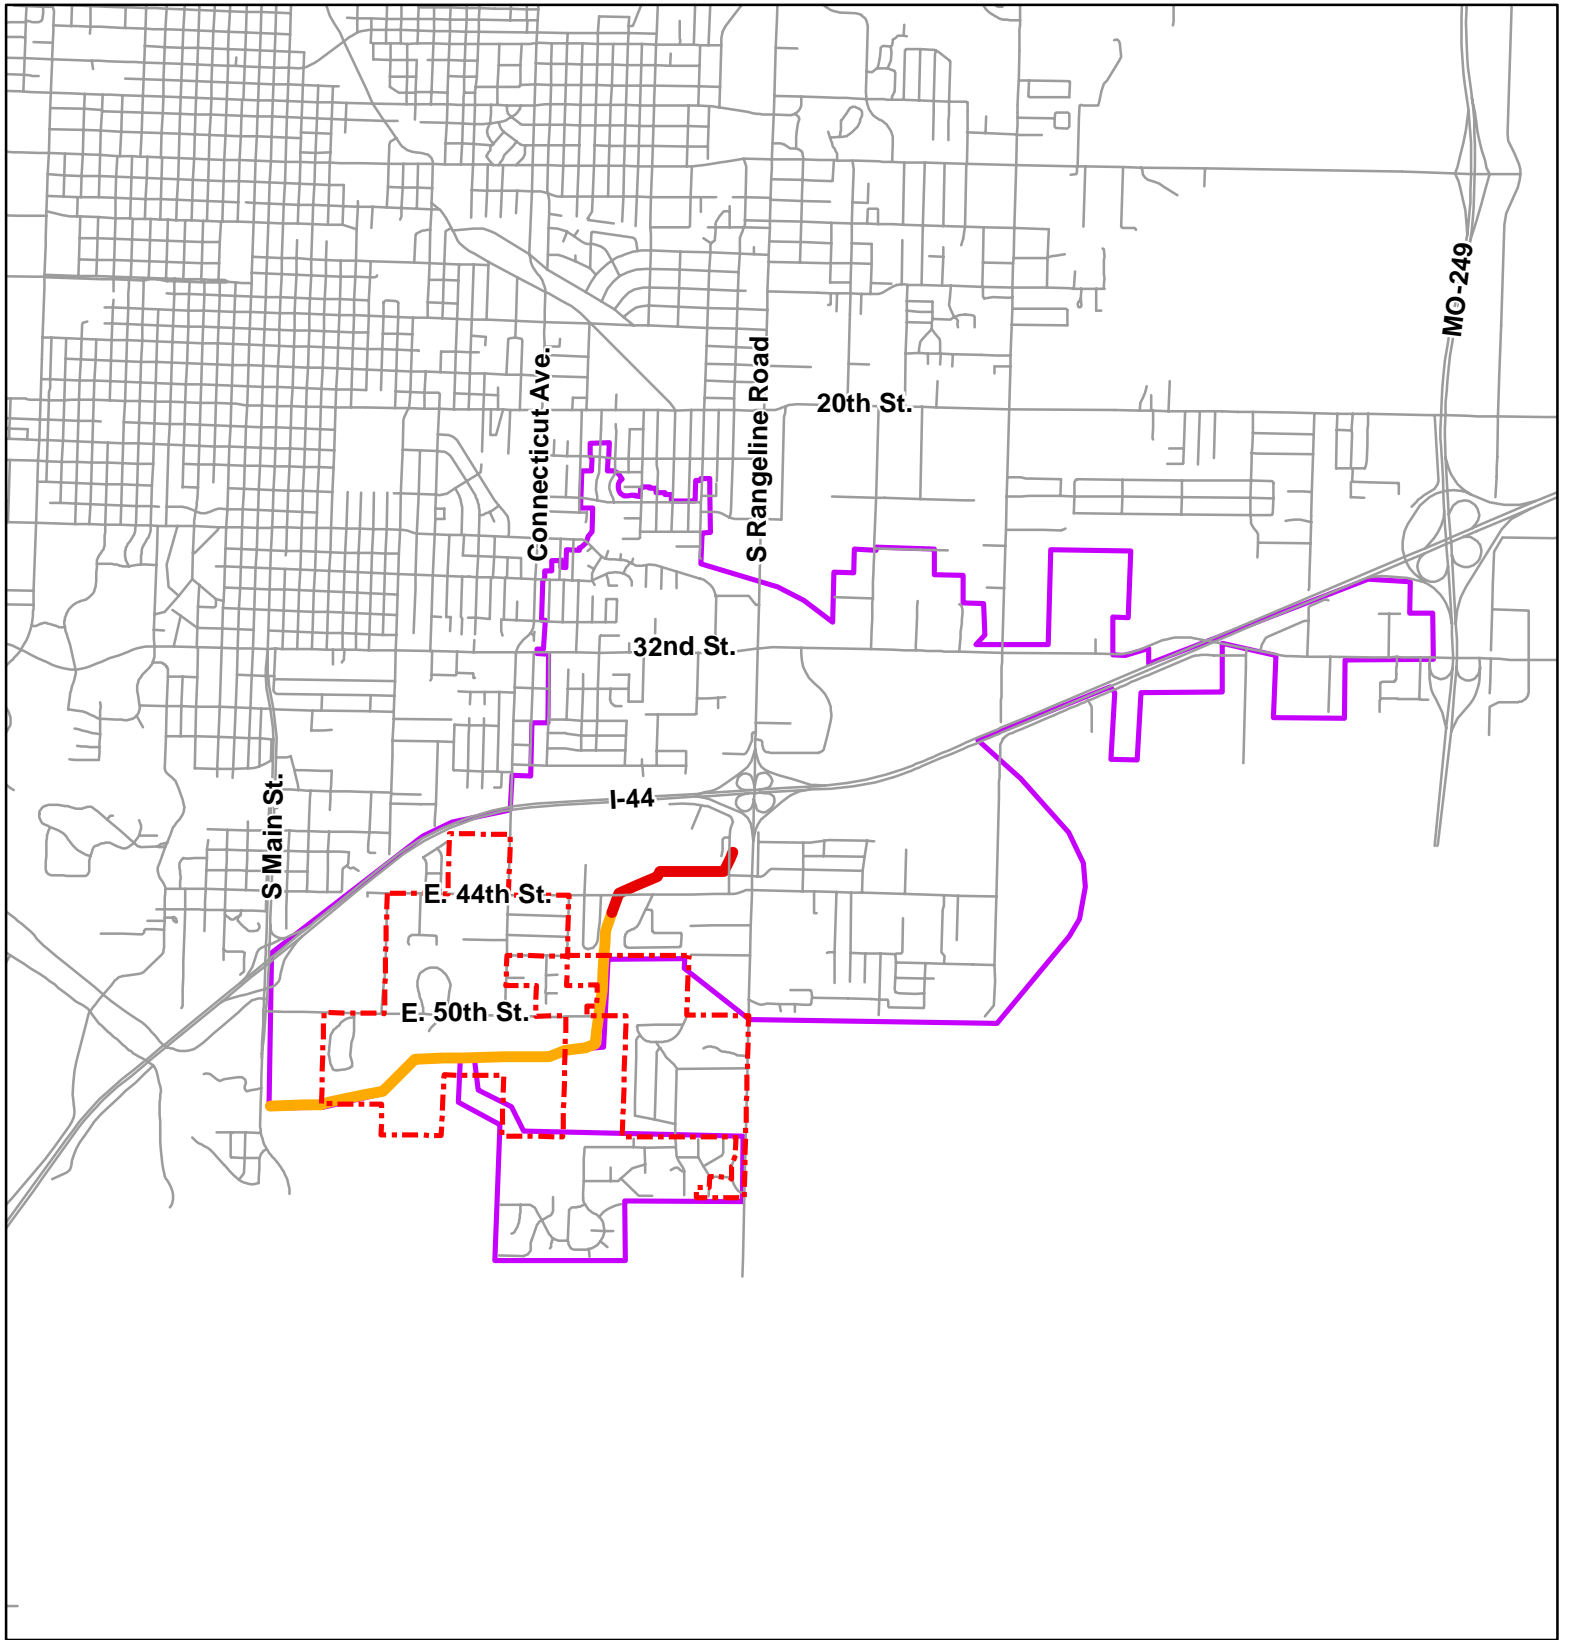 MO-249
Connecticut Ave.
S Rangeline Road
20th St.
32nd St.
I-44
S Main St.
E. 44th St.
E. 50th St.